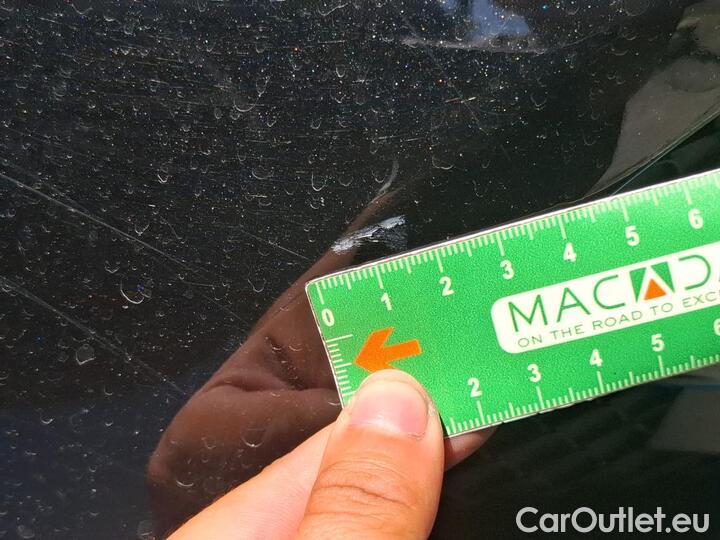 0 1 2 3 4 5 6
MACAD
ON THE ROAD TO EXC
2 3 4 5 6
CarOutlet.eu